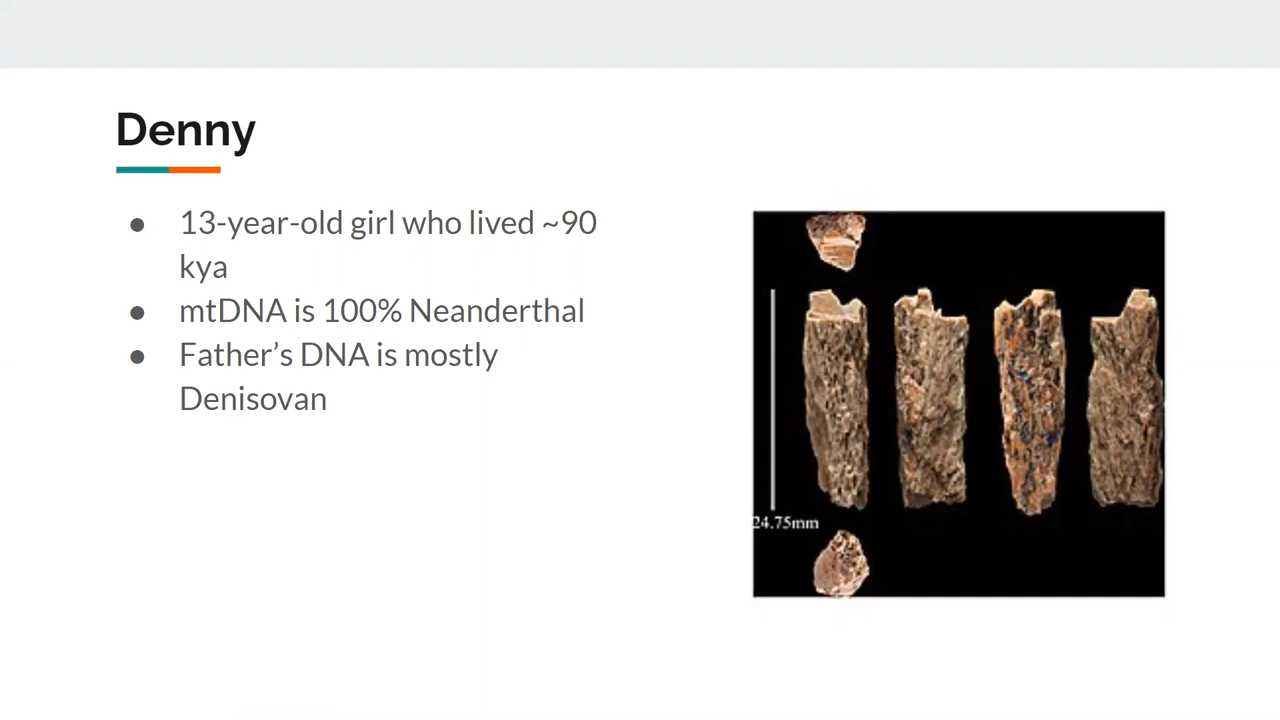 Denny
● 13-year-old girl who lived ~90
kya
● mtDNA is 100% Neanderthal
● Father’s DNA is mostly
Denisovan
24.75mm